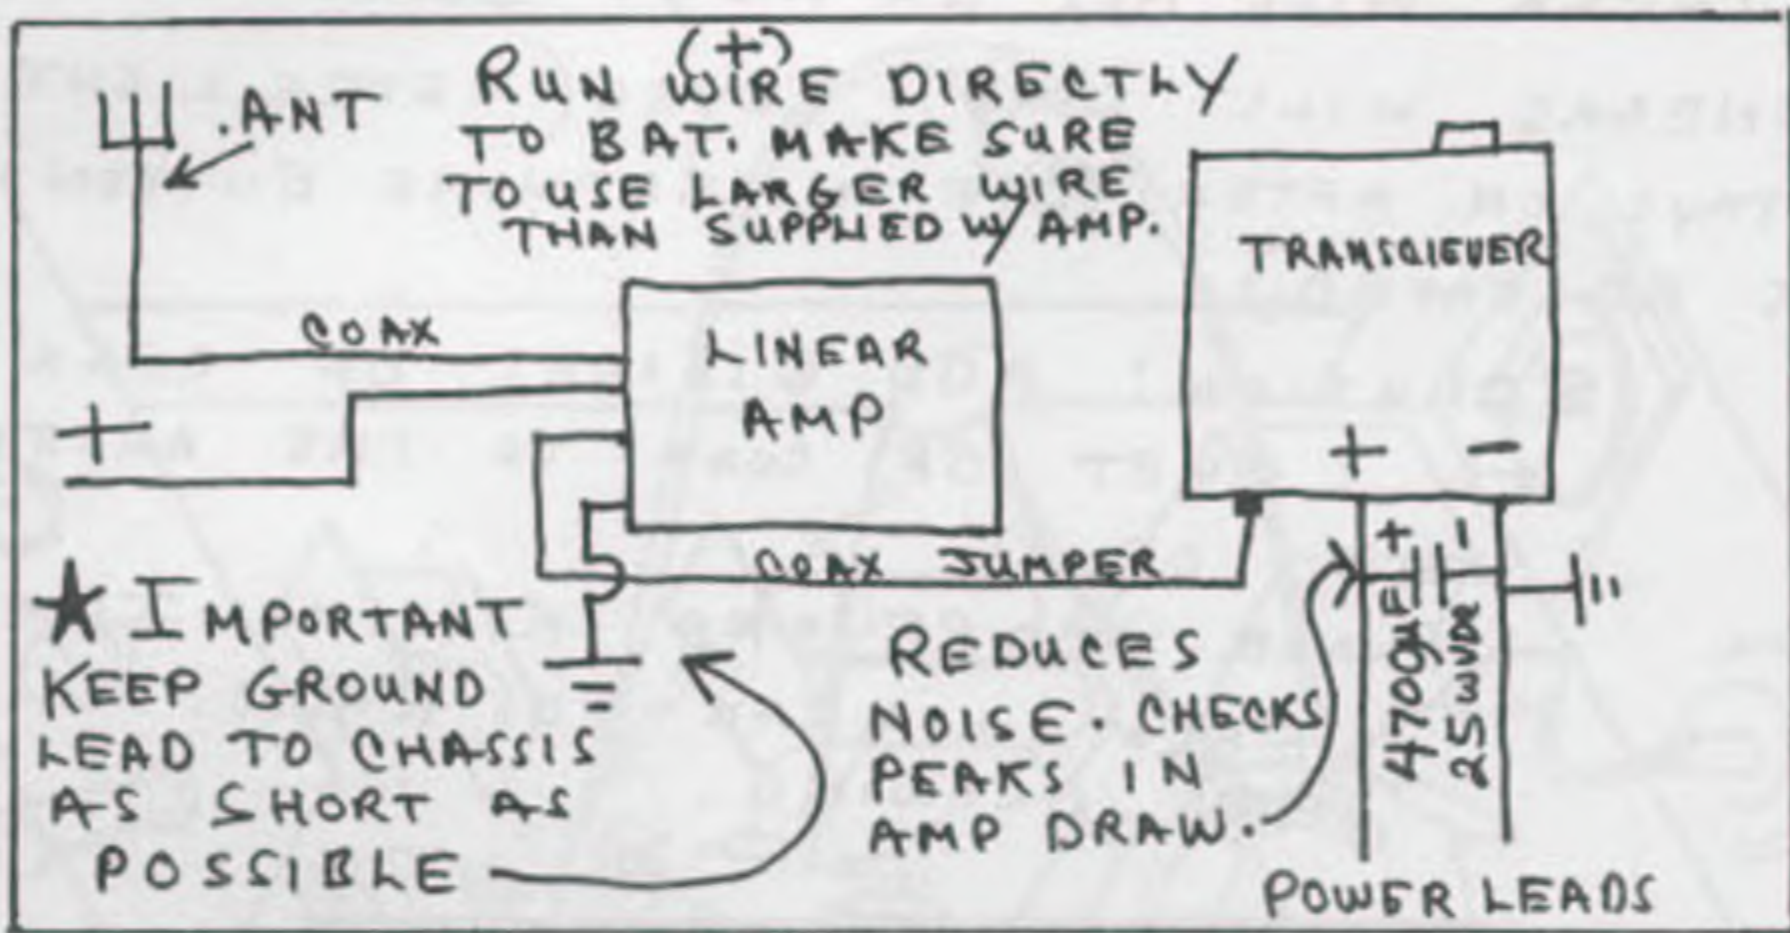 .ANT
(+)
RUN WIRE DIRECTLY
TO BAT. MAKE SURE
TO USE LARGER WIRE
THAN SUPPLIED W/ AMP.
COAX
+
LINEAR
AMP
TRANSCIEVER
+ -
COAX JUMPER
+ -
4700µF
25WVDC
★ IMPORTANT
KEEP GROUND
LEAD TO CHASSIS
AS SHORT AS
POSSIBLE
REDUCES
NOISE. CHECKS
PEAKS IN
AMP DRAW.
POWER LEADS